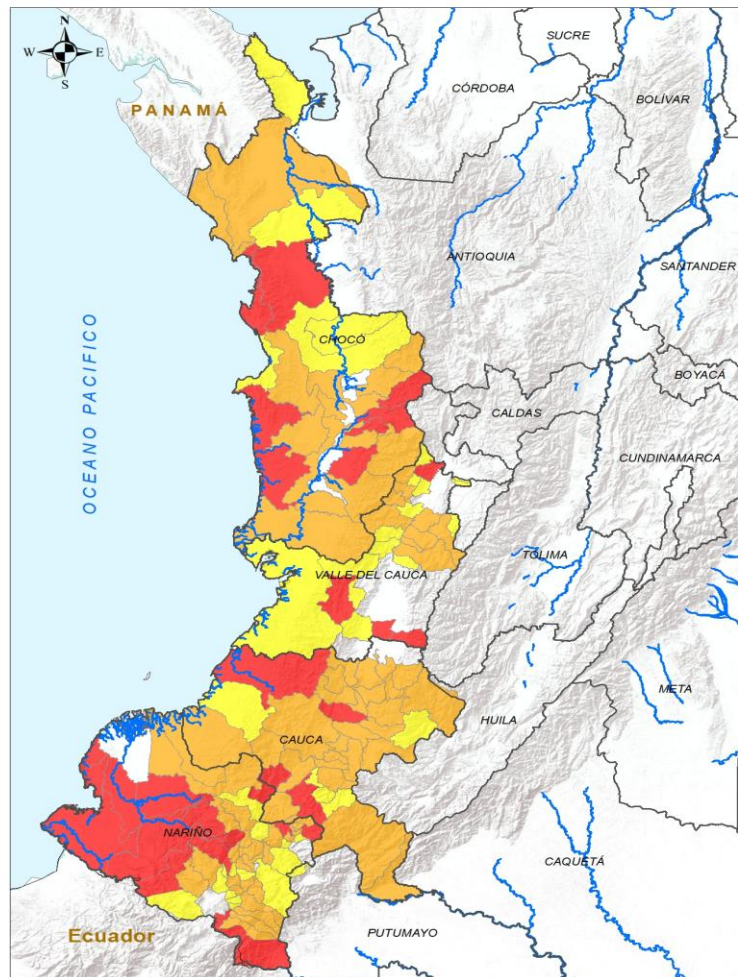 N
W E
S
SUCRE
CÓRDOBA
BOLÍVAR
PANAMÁ
ANTIOQUIA
SANTANDER
OCEANO PACIFICO
CHOCÓ
BOYACÁ
CALDAS
CUNDINAMARCA
TOLIMA
VALLE DEL CAUCA
META
HUILA
CAUCA
NARIÑO
CAQUETÁ
Ecuador
PUTUMAYO